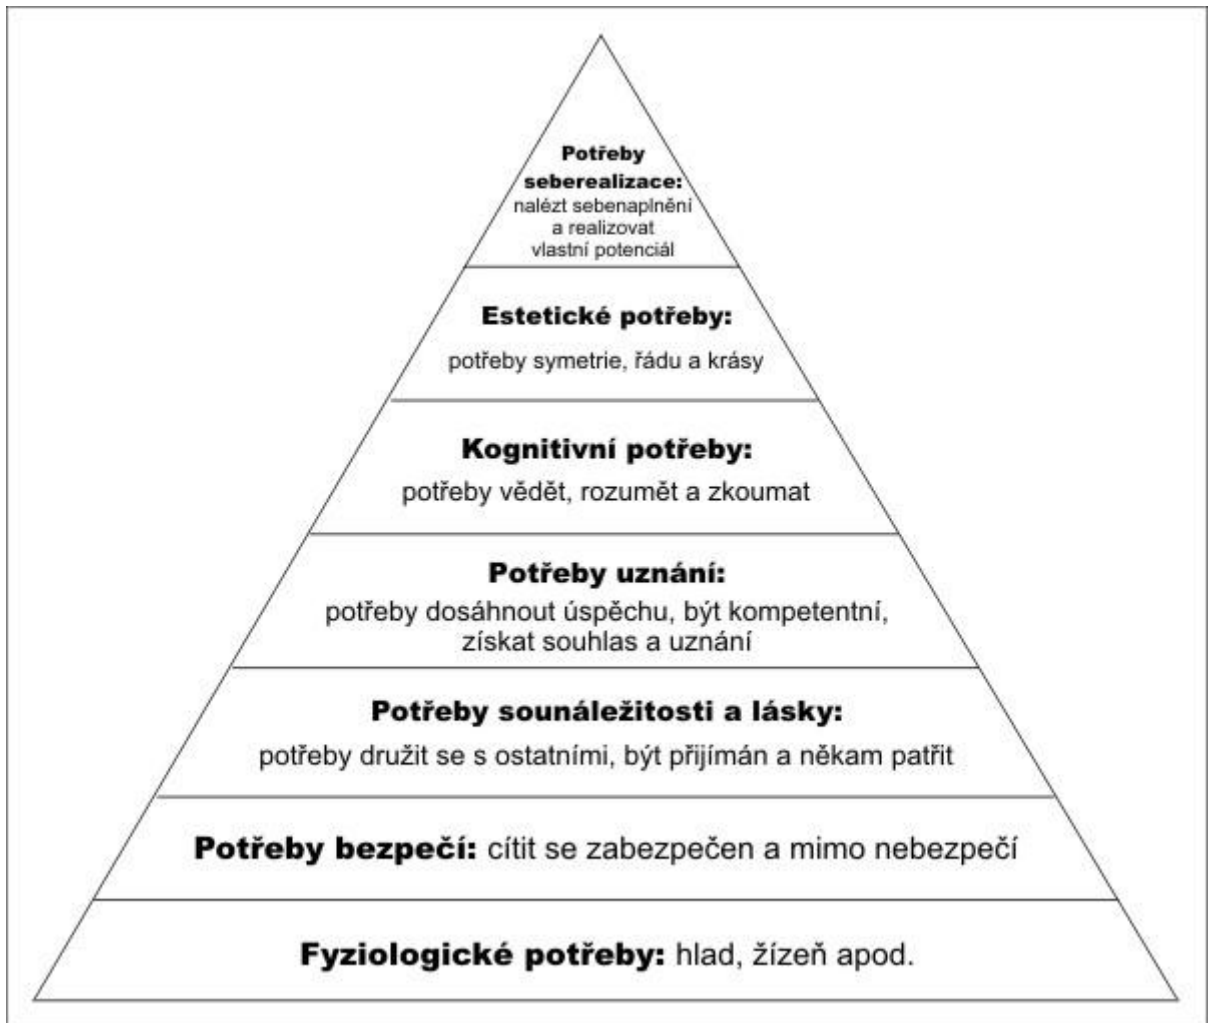 Potřeby
seberealizace:
nalézt sebenaplnění
a realizovat
vlastní potenciál
Estetické potřeby:
potřeby symetrie, řádu a krásy
Kognitivní potřeby:
potřeby vědět, rozumět a zkoumat
Potřeby uznání:
potřeby dosáhnout úspěchu, být kompetentní,
získat souhlas a uznání
Potřeby sounáležitosti a lásky:
potřeby družit se s ostatními, být přijímán a někam patřit
Potřeby bezpečí: cítit se zabezpečen a mimo nebezpečí
Fyziologické potřeby: hlad, žízeň apod.